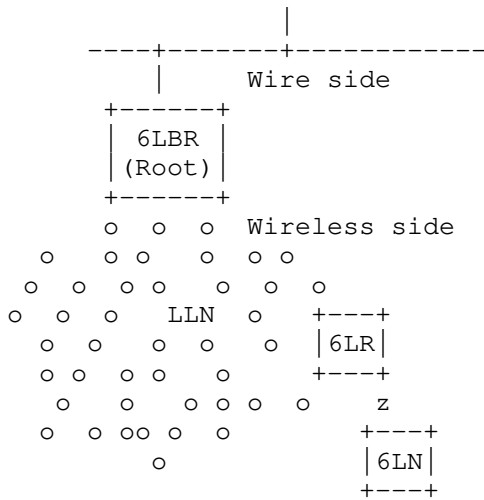 Wire side
6LBR
(Root)
Wireless side
LLN
6LR
z
6LN